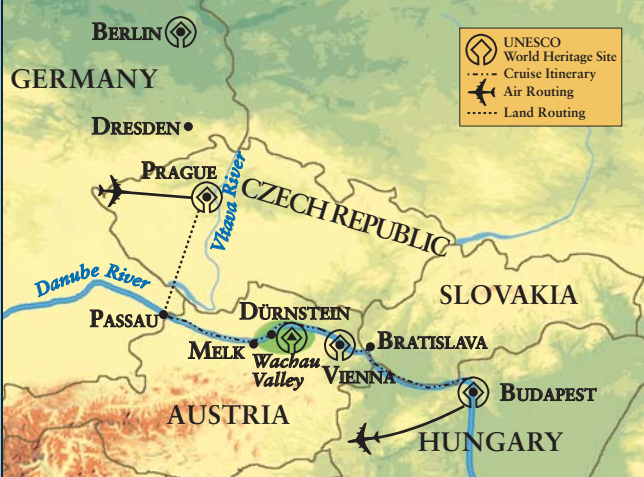 BERLIN
GERMANY
UNESCO
World Heritage Site
Cruise Itinerary
Air Routing
Land Routing
DRESDEN
PRAGUE
Vltava River
CZECH REPUBLIC
Danube River
SLOVAKIA
PASSAU
DÜRNSTEIN
MELK
Wachau
Valley
VIENNA
BRATISLAVA
BUDAPEST
AUSTRIA
HUNGARY